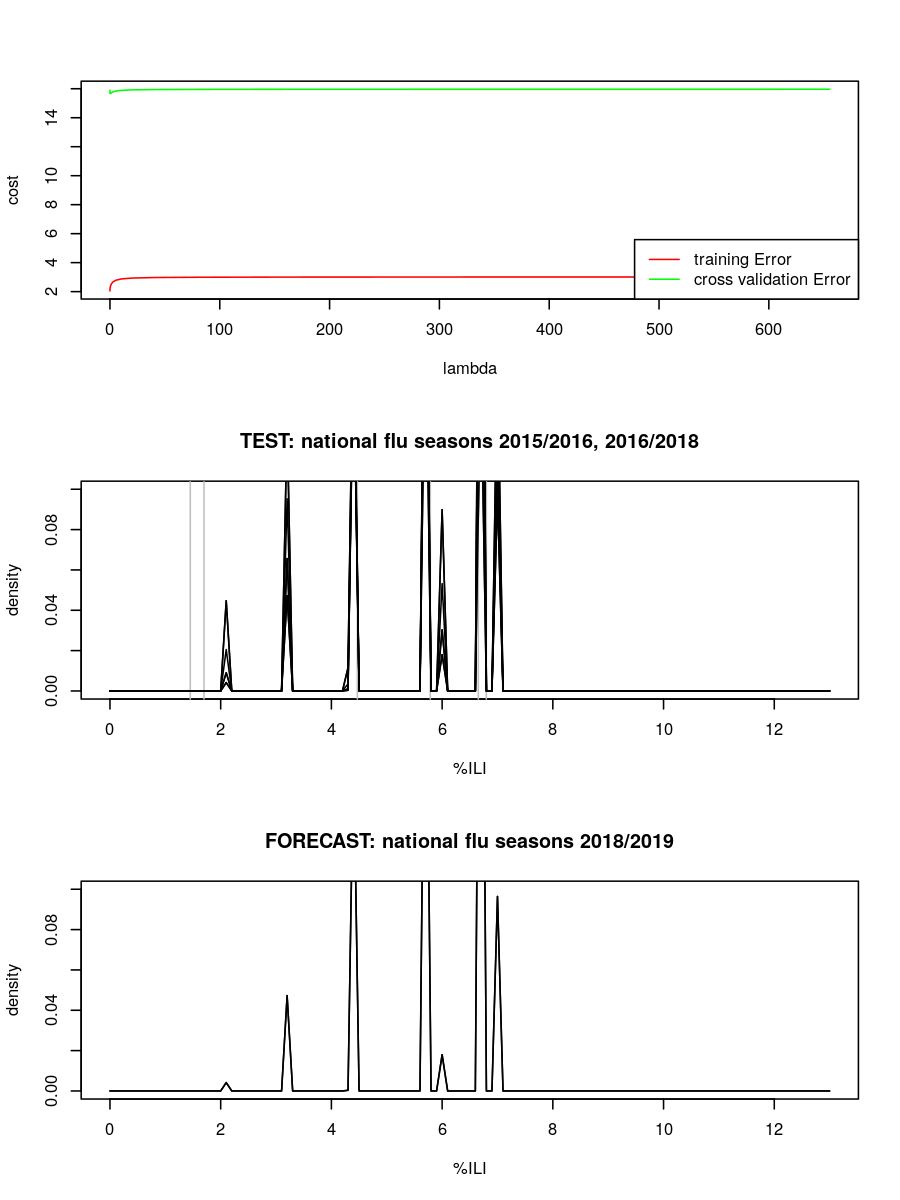 cost
14
10
8
6
4
2
training Error
cross validation Error
0 100 200 300 400 500 600
lambda
TEST: national flu seasons 2015/2016, 2016/2018
density
0.08
0.04
0.00
0 2 4 6 8 10 12
%ILI
FORECAST: national flu seasons 2018/2019
density
0.08
0.04
0.00
0 2 4 6 8 10 12
%ILI